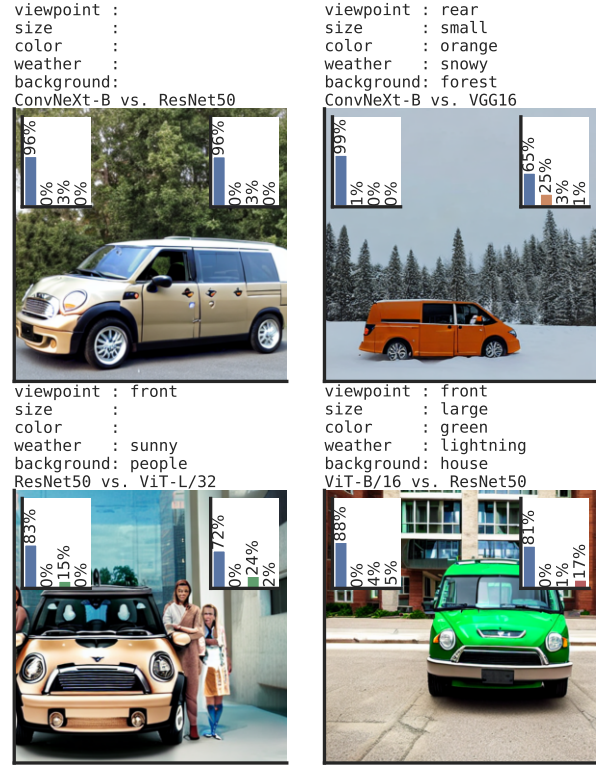 viewpoint :
size      :
color     :
weather   :
background:
ConvNeXt-B vs. ResNet50
96%
0%
3%
0%
96%
0%
3%
0%
viewpoint : rear
size      : small
color     : orange
weather   : snowy
background: forest
ConvNeXt-B vs. VGG16
99%
1%
0%
0%
65%
25%
3%
1%
viewpoint : front
size      :
color     :
weather   : sunny
background: people
ResNet50 vs. ViT-L/32
83%
0%
15%
0%
72%
0%
24%
2%
viewpoint : front
size      : large
color     : green
weather   : lightning
background: house
ViT-B/16 vs. ResNet50
88%
0%
4%
5%
81%
0%
1%
17%